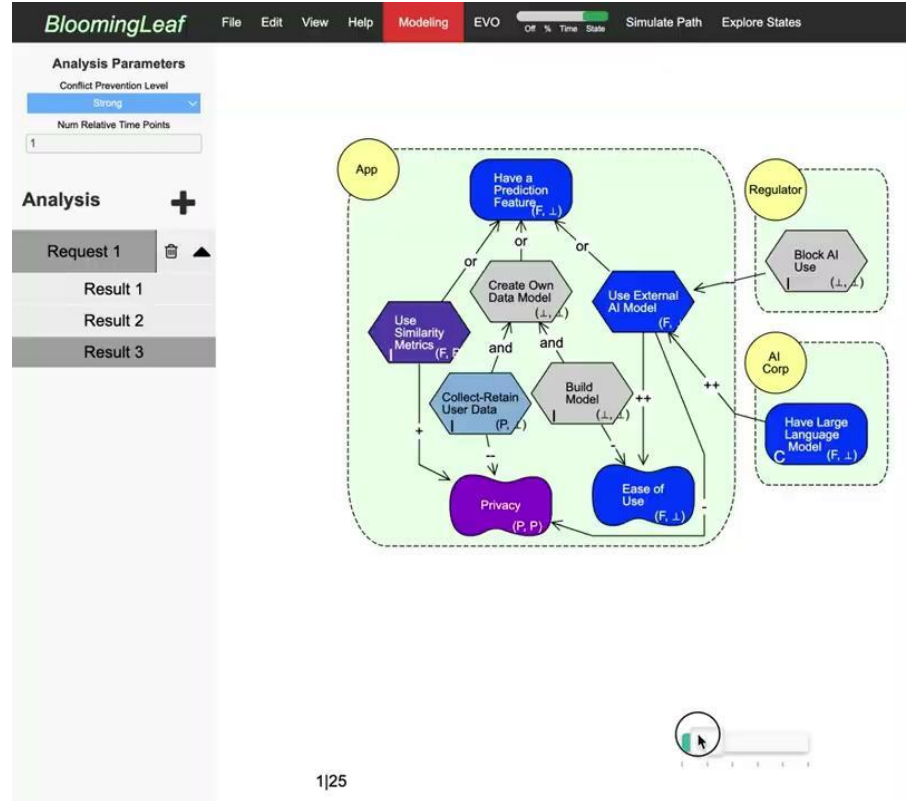 BloomingLeaf File Edit View Help Modeling EVO Off % Time State Simulate Path Explore States
Analysis Parameters
Conflict Prevention Level
Strong
Num Relative Time Points
1
Analysis +
Request 1
Result 1
Result 2
Result 3
App
Have a
Prediction
Feature
(F, ⊥)
or
or
or
Regulator
Block AI
Use
I (⊥, ⊥)
Create Own
Data Model
(⊥, ⊥)
Use External
AI Model
(F,
Use
Similarity
Metrics
I (F,
and
and
AI
Corp
++
Have Large
Language
Model
C (F, ⊥)
Collect-Retain
User Data
I (P, ⊥)
Build
Model
I (⊥, ⊥)
++
+
--
-
-
Privacy
(P, P)
Ease of
Use
(F, ⊥)
1|25